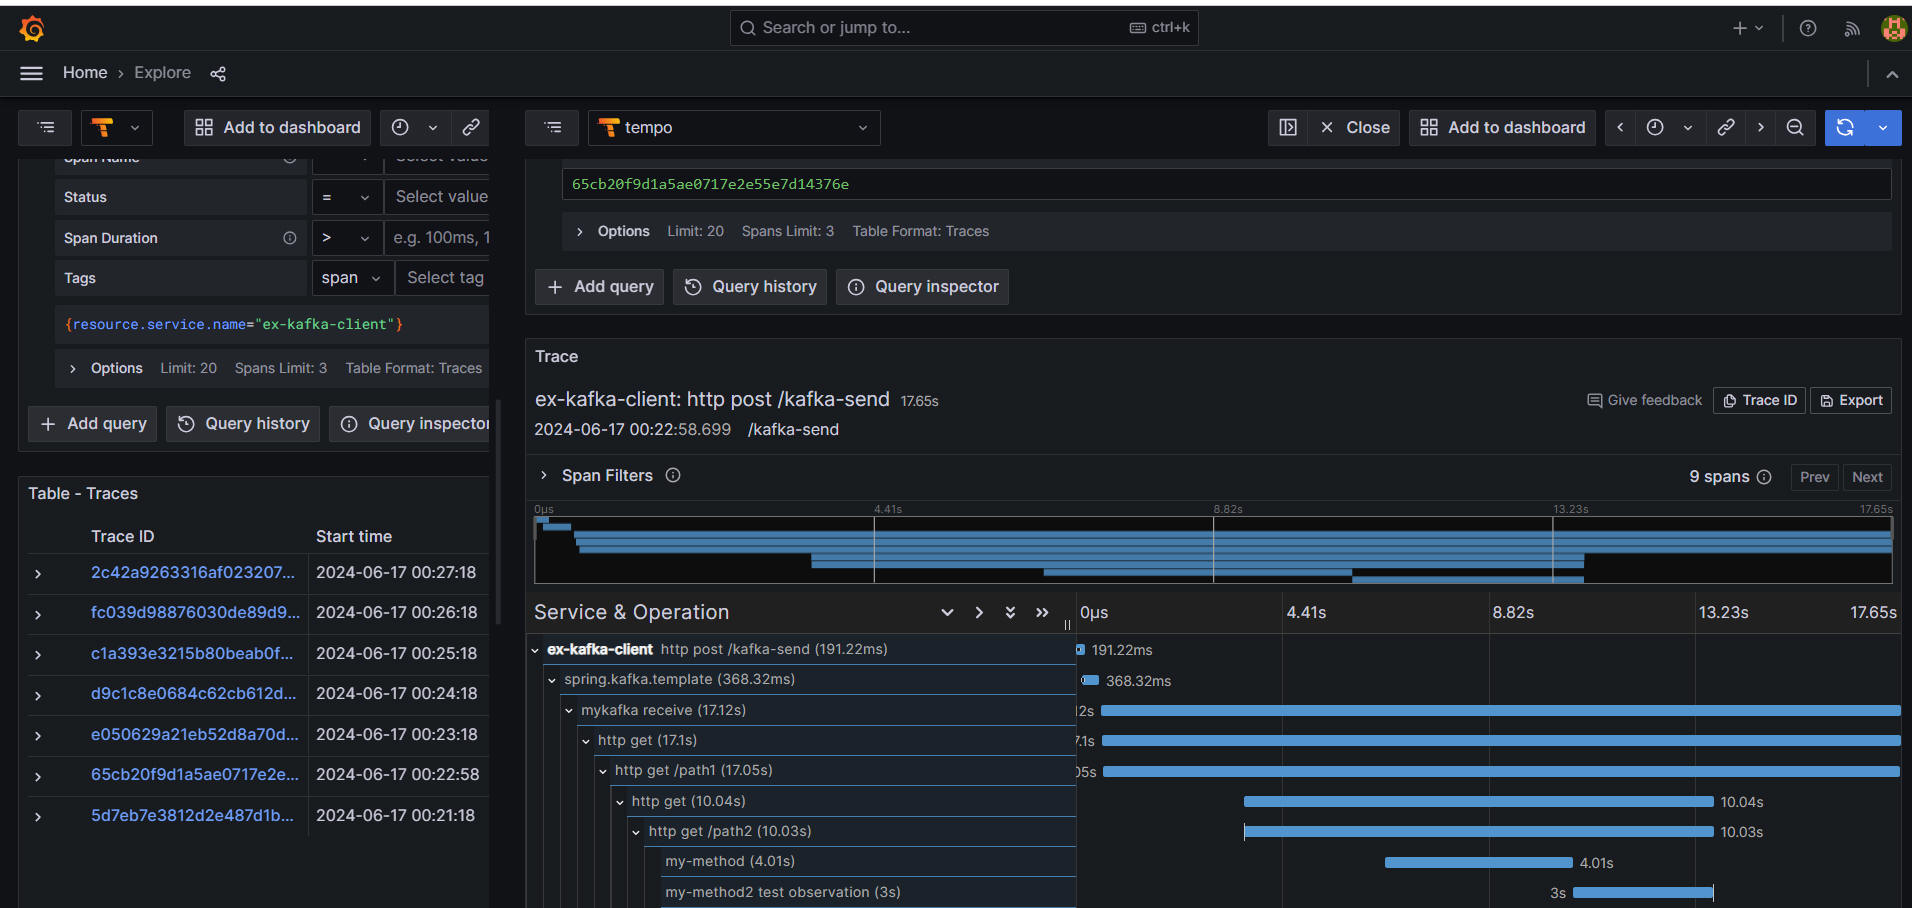 Search or jump to... ctrl+k
Home › Explore
Add to dashboard
tempo
Close Add to dashboard
Span Name Select value
65cb20f9d1a5ae0717e2e55e7d14376e
Status = Select value
Options Limit: 20 Spans Limit: 3 Table Format: Traces
Span Duration > e.g. 100ms, 1
Tags span Select tag
+ Add query Query history Query inspector
{resource.service.name="ex-kafka-client"}
Options Limit: 20 Spans Limit: 3 Table Format: Traces
+ Add query Query history Query inspector
Trace
ex-kafka-client: http post /kafka-send 17.65s
Give feedback Trace ID Export
2024-06-17 00:22:58.699 /kafka-send
Span Filters 9 spans Prev Next
Table - Traces
Trace ID Start time
2c42a9263316af023207... 2024-06-17 00:27:18
fc039d98876030de89d9... 2024-06-17 00:26:18
c1a393e3215b80beab0f... 2024-06-17 00:25:18
d9c1c8e0684c62cb612d... 2024-06-17 00:24:18
e050629a21eb52d8a70d... 2024-06-17 00:23:18
65cb20f9d1a5ae0717e2e... 2024-06-17 00:22:58
5d7eb7e3812d2e487d1b... 2024-06-17 00:21:18
0μs 4.41s 8.82s 13.23s 17.65s
Service & Operation 0μs 4.41s 8.82s 13.23s 17.65s
ex-kafka-client http post /kafka-send (191.22ms) 191.22ms
spring.kafka.template (368.32ms) 368.32ms
mykafka receive (17.12s) 2s
http get (17.1s) 7.1s
http get /path1 (17.05s) 05s
http get (10.04s) 10.04s
http get /path2 (10.03s) 10.03s
my-method (4.01s) 4.01s
my-method2 test observation (3s) 3s